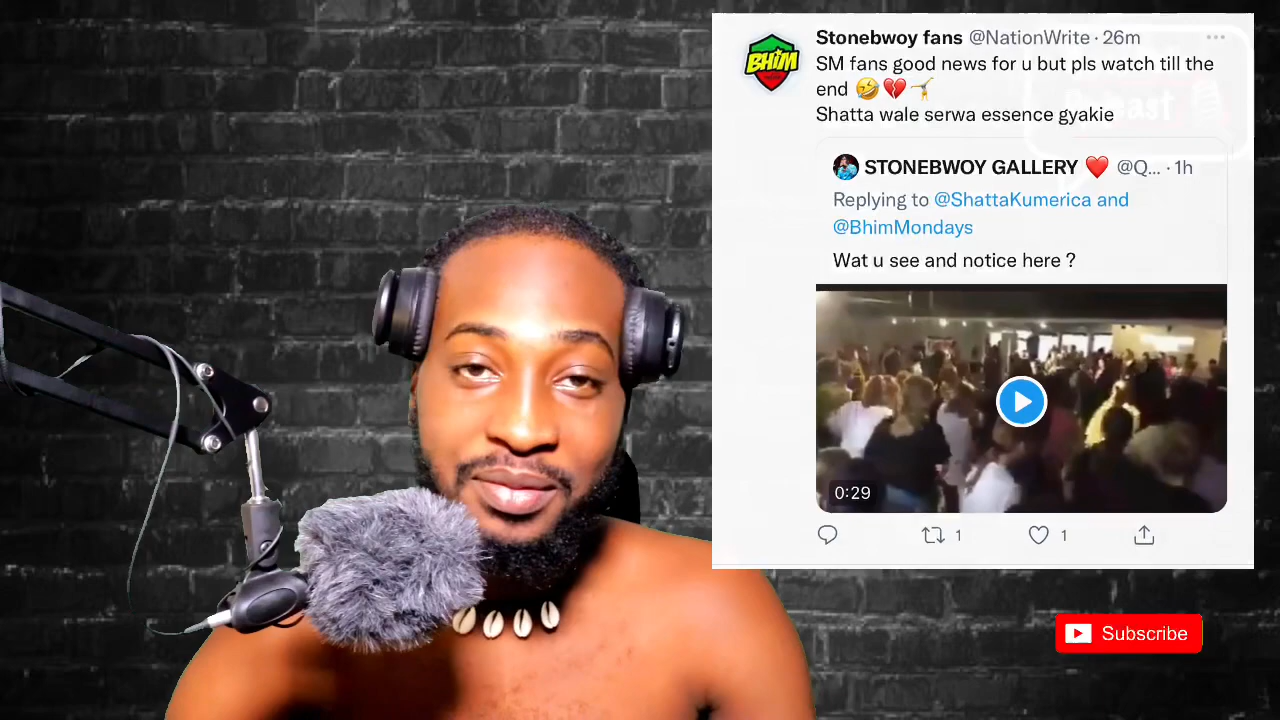 Stonebwoy fans @NationWrite · 26m
SM fans good news for u but pls watch till the
end 🤣💔🤸
Shatta wale serwa essence gyakie
BHIM
east
STONEBWOY GALLERY ❤️ @Q... · 1h
Replying to @ShattaKumerica and
@BhimMondays
Wat u see and notice here ?
0:29
1 1
Subscribe